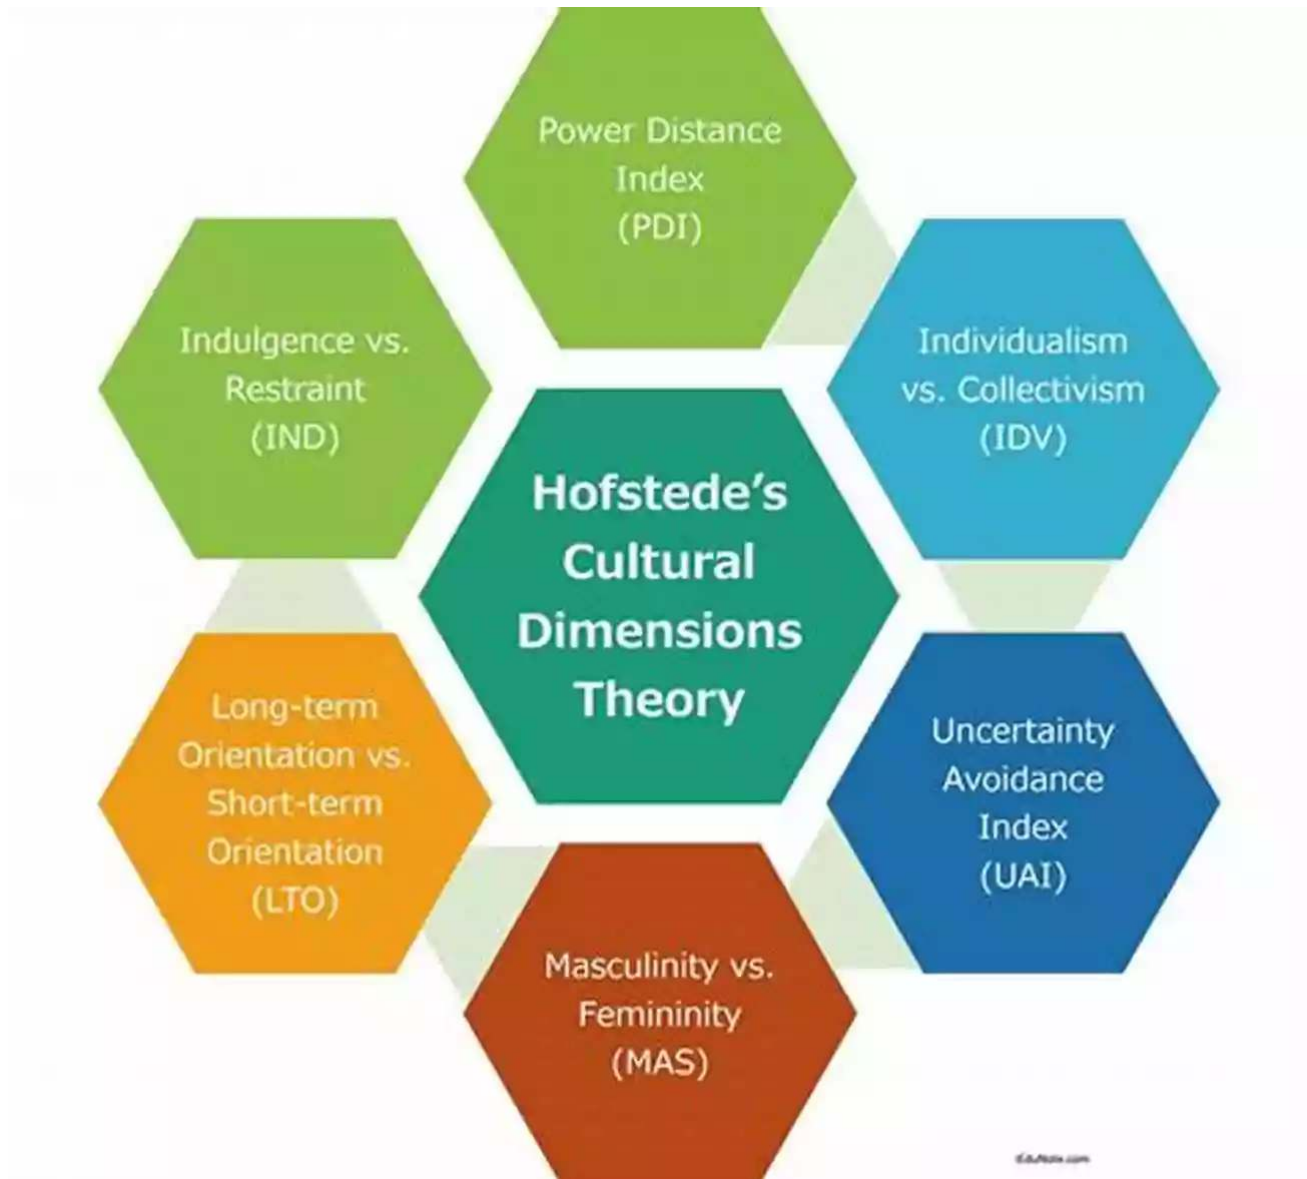 Power Distance
Index
(PDI)
Individualism
vs. Collectivism
(IDV)
Uncertainty
Avoidance
Index
(UAI)
Masculinity vs.
Femininity
(MAS)
Long-term
Orientation vs.
Short-term
Orientation
(LTO)
Indulgence vs.
Restraint
(IND)
Hofstede’s
Cultural
Dimensions
Theory